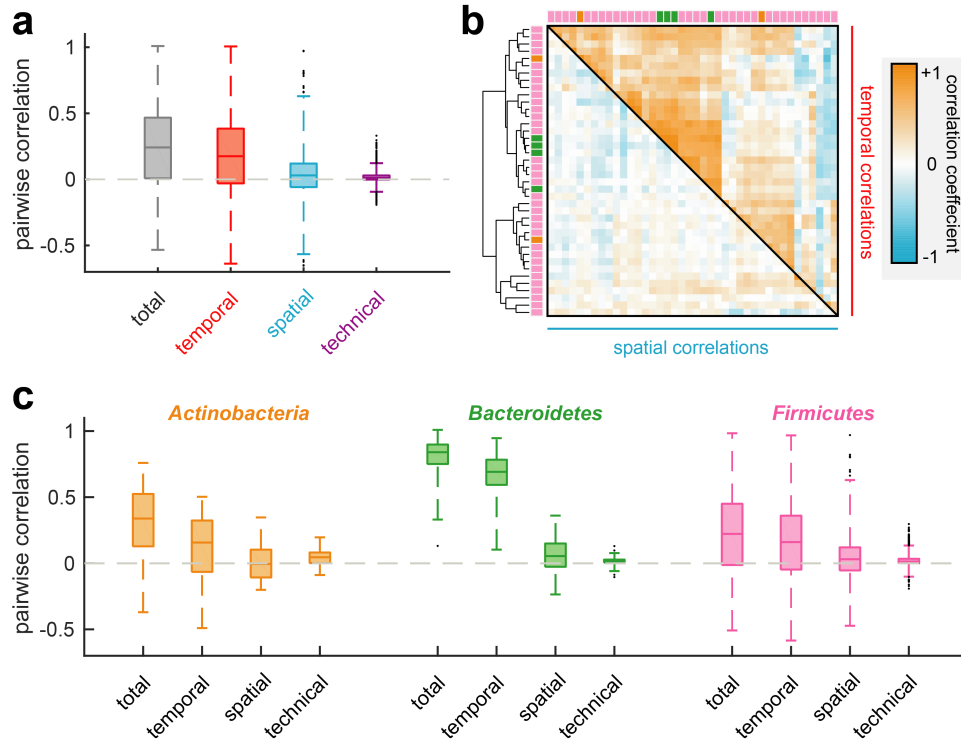 a
pairwise correlation
1
0.5
0
-0.5
total
temporal
spatial
technical
b
temporal correlations
spatial correlations
+1
0
-1
correlation coeffecient
c
Actinobacteria
Bacteroidetes
Firmicutes
pairwise correlation
1
0.5
0
-0.5
total
temporal
spatial
technical
total
temporal
spatial
technical
total
temporal
spatial
technical